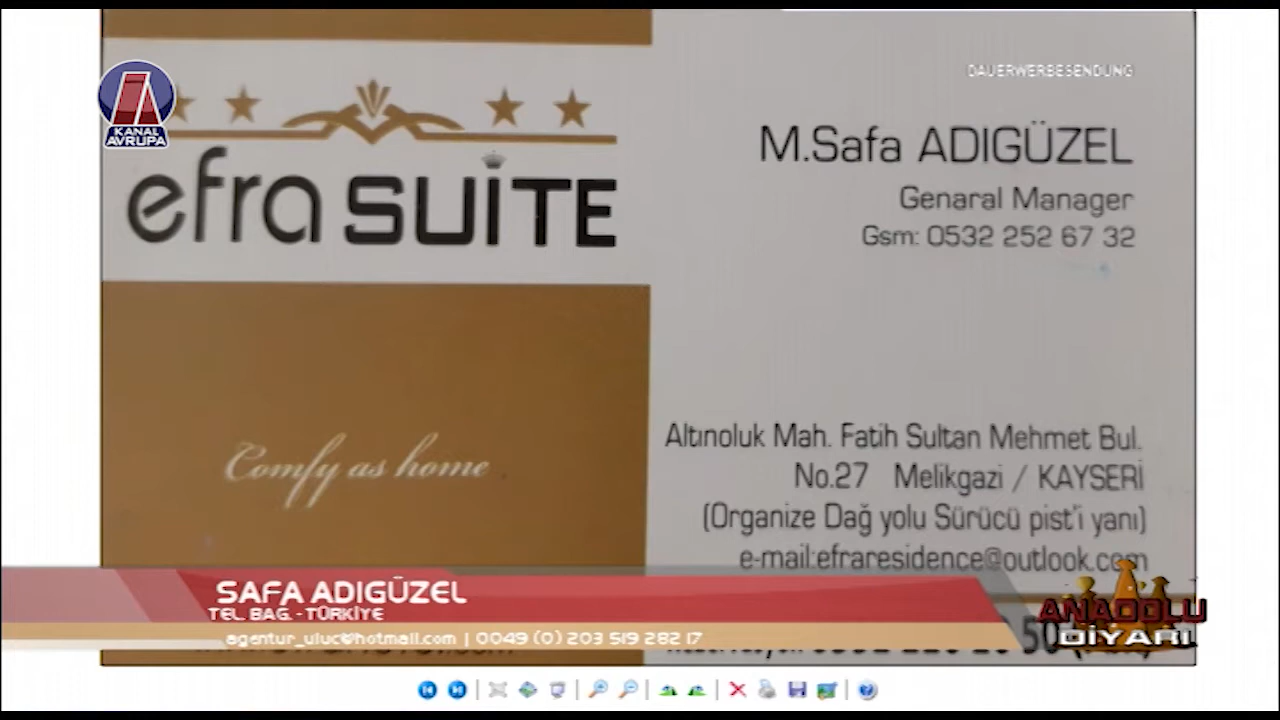 KANAL
AVRUPA
DAUERWERBESENDUNG
efra SUİTE
Comfy as home
M.Safa ADIGÜZEL
Genaral Manager
Gsm: 0532 252 67 32
Altınoluk Mah. Fatih Sultan Mehmet Bul.
No.27 Melikgazi / KAYSERİ
(Organize Dağ yolu Sürücü pist'i yanı)
e-mail:efraresidence@outlook.com
SAFA ADIGÜZEL
TEL. BAĞ. - TÜRKİYE
agentur_uluc@hotmail.com | 0049 (0) 203 519 282 17
ANADOLU
DİYARI